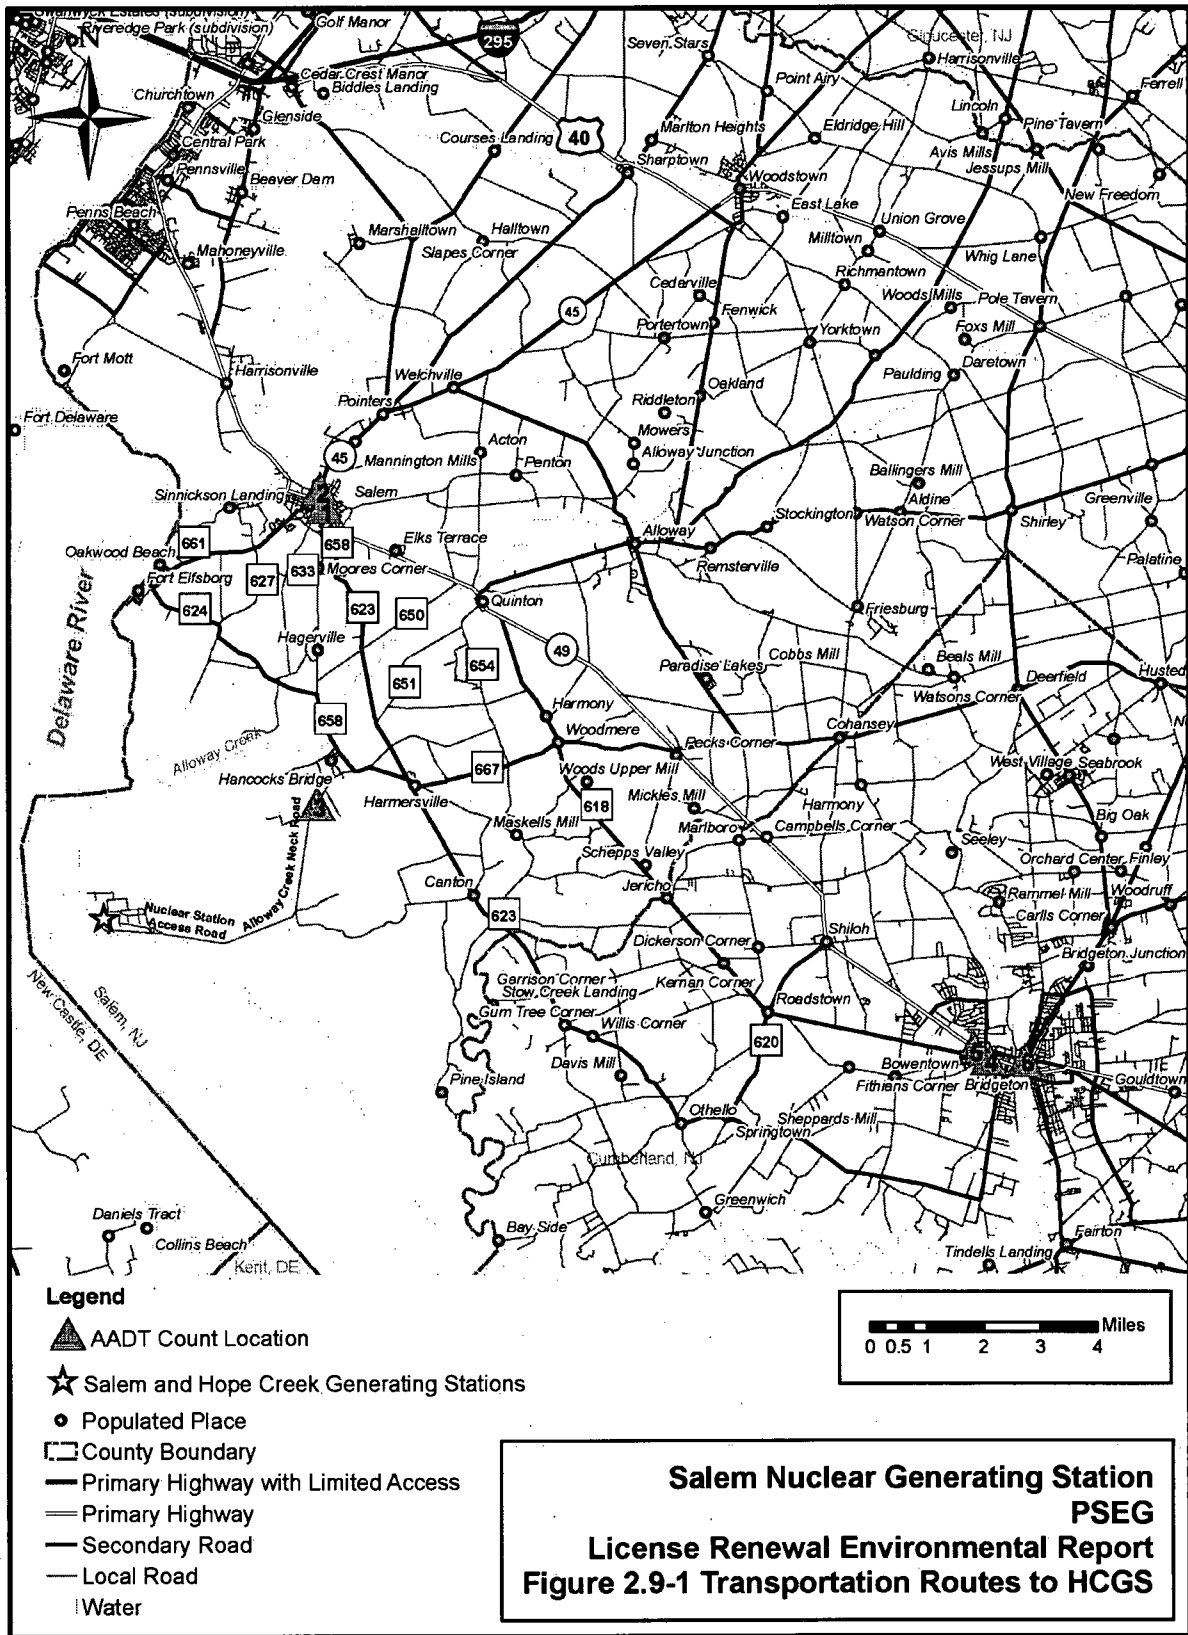 Swanwyck Estates (subdivision)
Riveredge Park (subdivision)
Golf Manor
N
295
Seven Stars
Gloucester, NJ
Harrisonville
Cedar Crest Manor
Biddles Landing
Point Airy
Ferrell
Churchtown
Glenside
Lincoln
Courses Landing
40
Marlton Heights
Eldridge Hill
Pine Tavern
Central Park
Sharptown
Avis Mills
Jessups Mill
Pennsville
Beaver Dam
Woodstown
New Freedom
Penns Beach
East Lake
Union Grove
Marshalltown
Halltown
Milltown
Mahoneyville
Slapes Corner
Whig Lane
Richmantown
Cedarville
Woods Mills
Pole Tavern
45
Fenwick
Portertown
Yorktown
Foxs Mill
Fort Mott
Harrisonville
Welchville
Paulding
Daretown
Oakland
Pointers
Riddleton
Fort Delaware
Mowers
Acton
45
Mannington Mills
Alloway Junction
Penton
Ballingers Mill
Sinnickson Landing
2
Salem
Aldine
Greenville
1
Stockington
Watson Corner
Shirley
661
658
Alloway
Oakwood Beach
Elks Terrace
Remsterville
Palatine
Fort Elfsborg
627
633
Moores Corner
624
623
650
Quinton
Friesburg
Delaware River
Hagerville
49
654
Paradise Lakes
Cobbs Mill
Beals Mill
651
Watsons Corner
Deerfield
Husted
658
Harmony
Cohansey
Alloway Creek
Woodmere
Pecks Corner
667
West Village
Seabrook
Hancocks Bridge
Woods Upper Mill
Harmersville
618
Mickles Mill
Harmony
Big Oak
Maskells Mill
Marlboro
Campbells Corner
Seeley
Schepps Valley
Orchard Center
Finley
Canton
Jericho
Rammel Mill
Woodruff
Nuclear Station
Access Road
Alloway Creek Neck Road
623
Carlls Corner
Dickerson Corner
Shiloh
Bridgeton Junction
Garrison Corner
Kernan Corner
Stow Creek Landing
Roadstown
New Castle, DE
Salem, NJ
Gum Tree Corner
Willis Corner
620
5
4
6
Davis Mill
Bowentown
Pine Island
Fithians Corner
Bridgeton
Gouldtown
Othello
Sheppards Mill
Springtown
Cumberland, NJ
Greenwich
Daniels Tract
Bay Side
Fairton
Collins Beach
Tindells Landing
Kent, DE
Legend
AADT Count Location
Salem and Hope Creek Generating Stations
Populated Place
County Boundary
Primary Highway with Limited Access
Primary Highway
Secondary Road
Local Road
Water
Miles
0 0.5 1 2 3 4
Salem Nuclear Generating Station
PSEG
License Renewal Environmental Report
Figure 2.9-1 Transportation Routes to HCGS